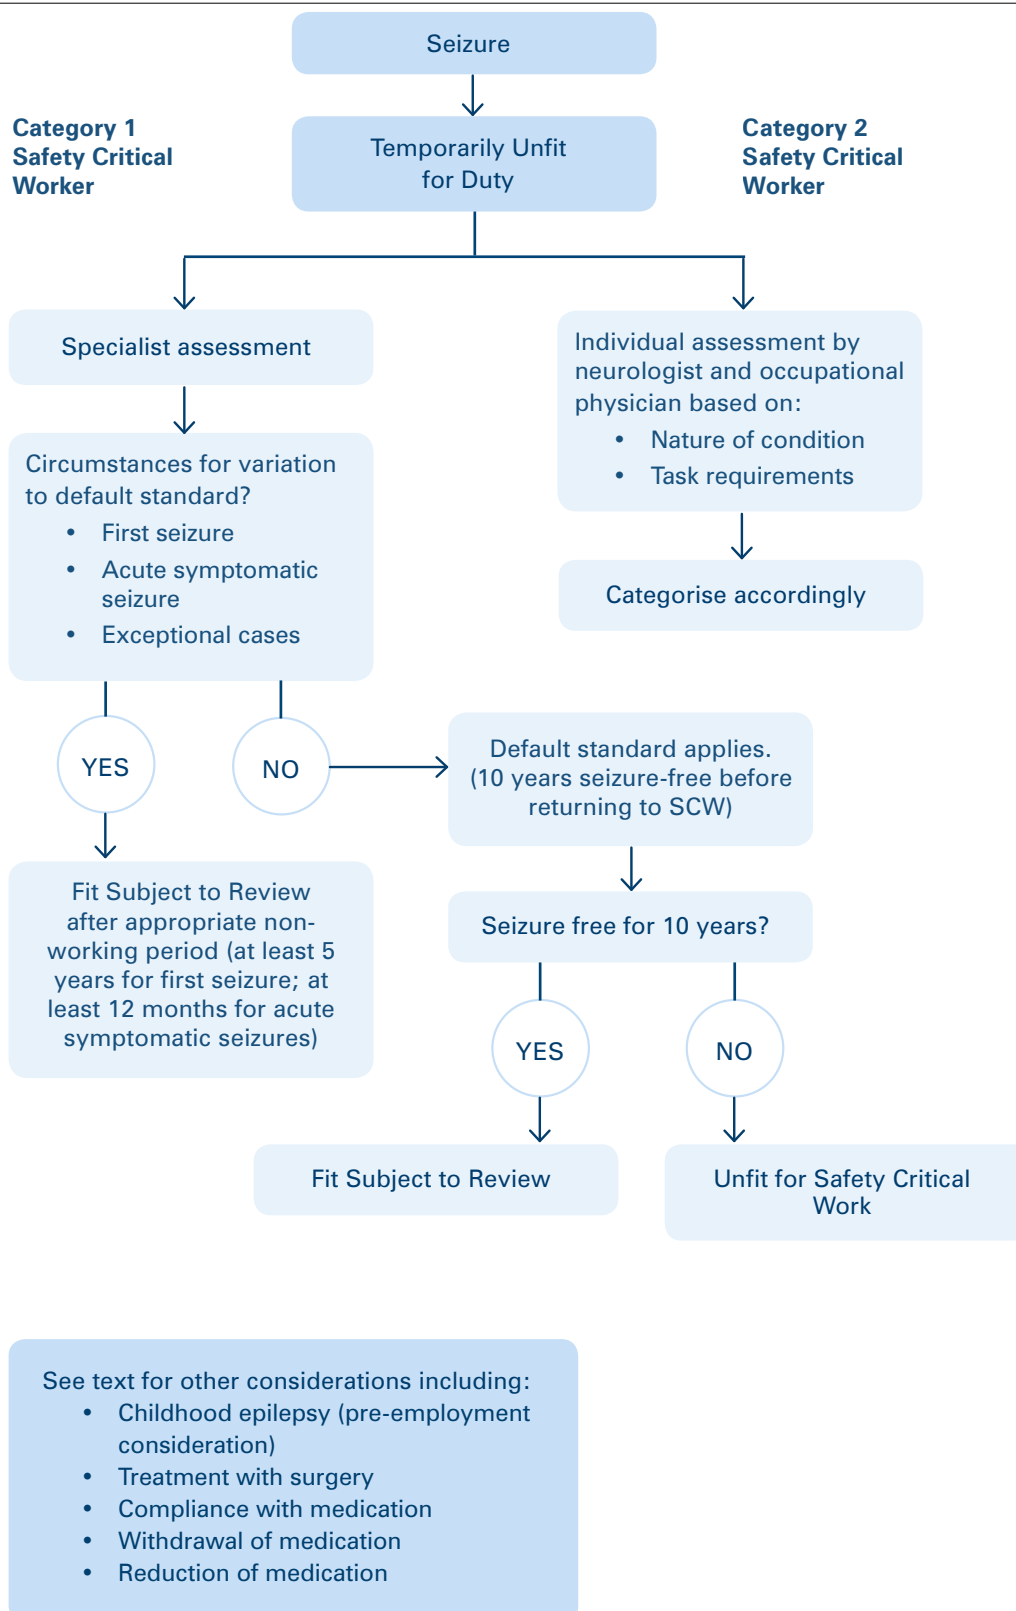 Seizure
Category 1
Safety Critical
Worker
Temporarily Unfit
for Duty
Category 2
Safety Critical
Worker
Specialist assessment
Individual assessment by
neurologist and occupational
physician based on:
• Nature of condition
• Task requirements
Circumstances for variation
to default standard?
• First seizure
• Acute symptomatic
seizure
• Exceptional cases
Categorise accordingly
YES
NO
Default standard applies.
(10 years seizure-free before
returning to SCW)
Fit Subject to Review
after appropriate non-
working period (at least 5
years for first seizure; at
least 12 months for acute
symptomatic seizures)
Seizure free for 10 years?
YES
NO
Fit Subject to Review
Unfit for Safety Critical
Work
See text for other considerations including:
• Childhood epilepsy (pre-employment
consideration)
• Treatment with surgery
• Compliance with medication
• Withdrawal of medication
• Reduction of medication